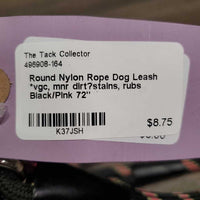 The Tack Collector
496908-164
Round Nylon Rope Dog Leash
*vgc, mnr dirt?stains, rubs
Black/Pink 72"
K37JSH
$8.75